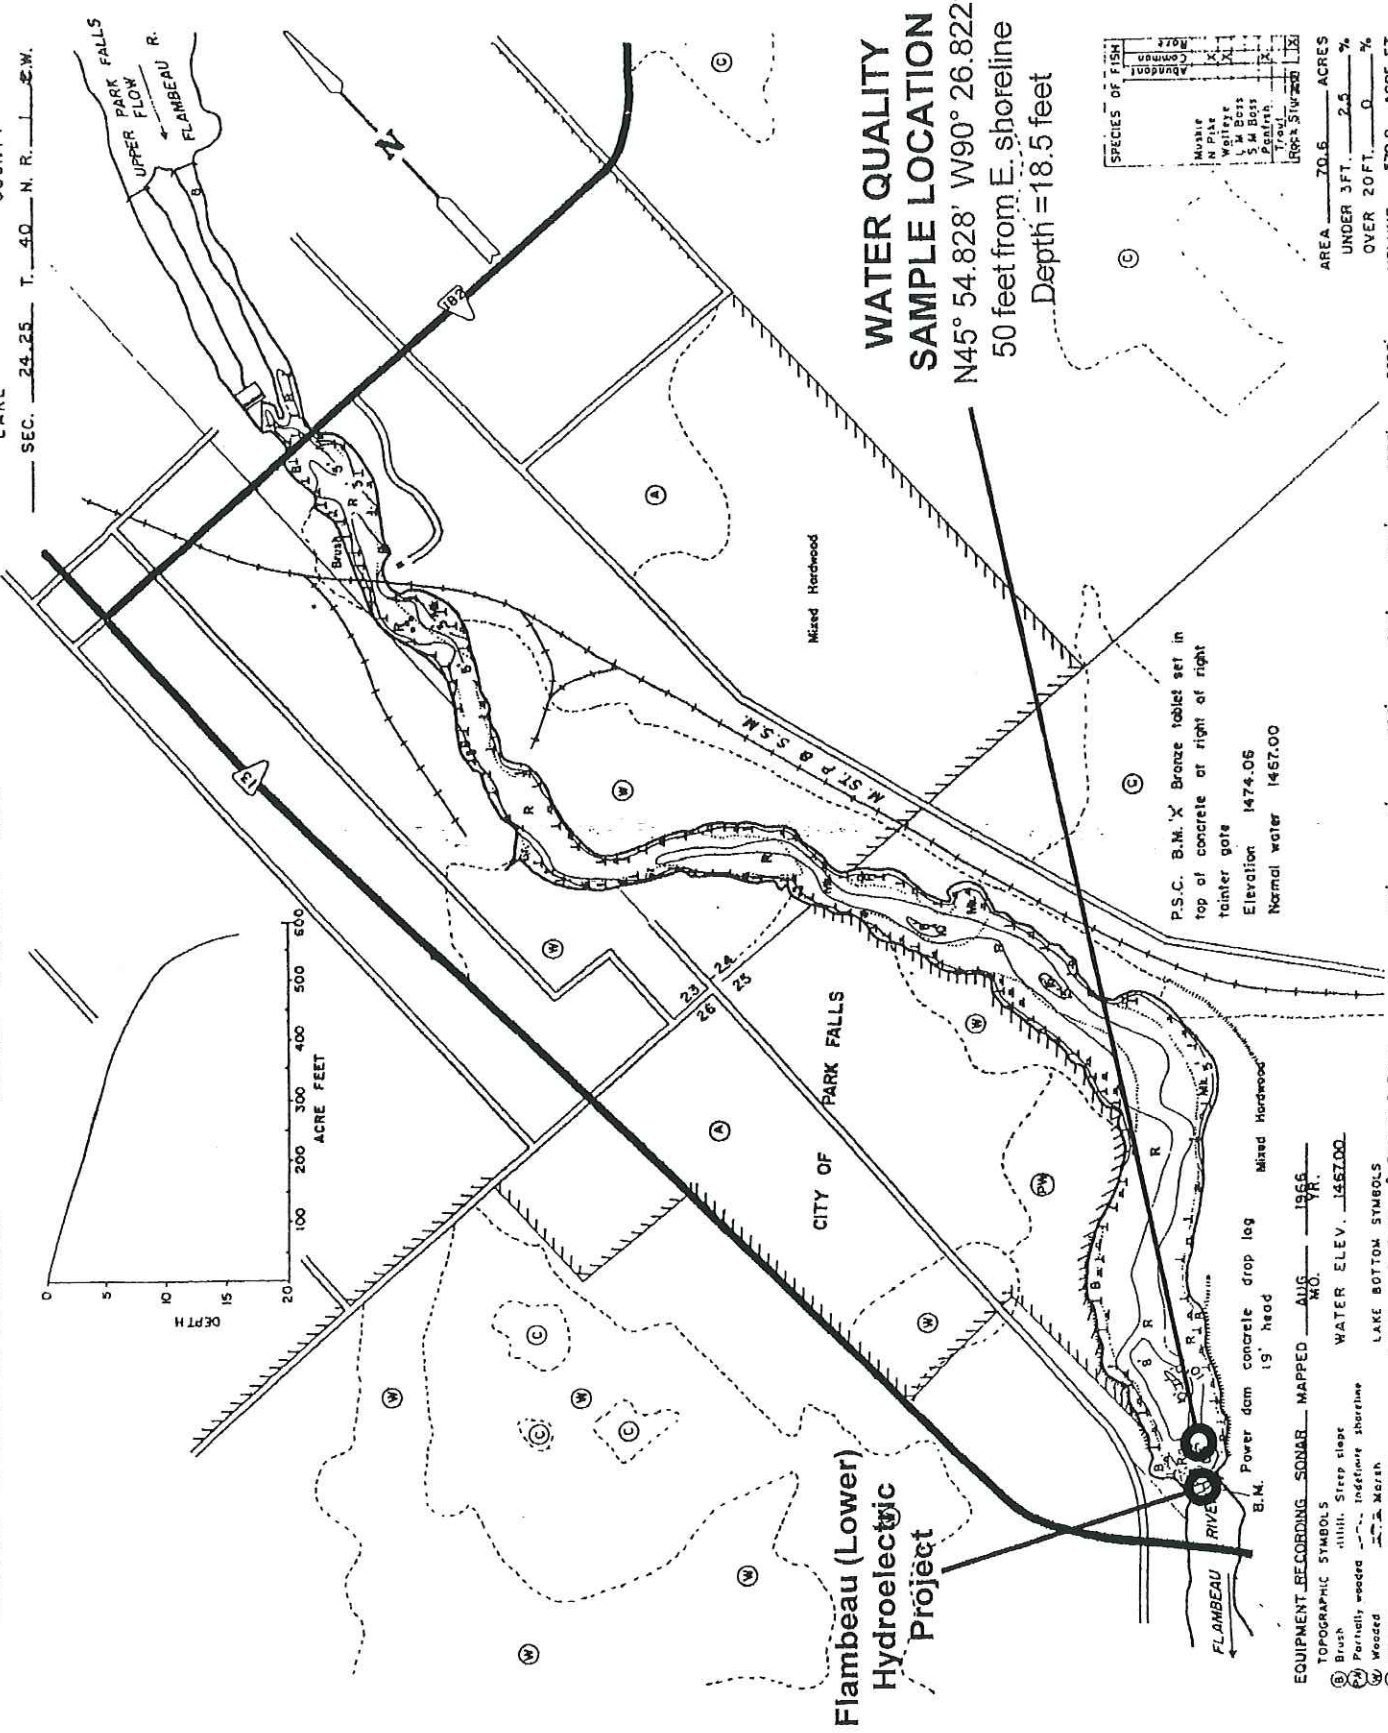 SEC. 24,25 T. 40 N. R. 1
UPPER PARK FALLS
FLOW
FLAMBEAU R.
N
182
13
WATER QUALITY
SAMPLE LOCATION
N45° 54.828' W90° 26.822
50 feet from E. shoreline
Depth =18.5 feet
SPECIES OF FISH
Abundant
Common
Rare
Muskie
N Pike
Walleye
L M Bass
S M Bass
Panfish
Trout
Rock Sturgeon
AREA 70.6 ACRES
UNDER 3FT. 2.5 %
OVER 20FT. 0 %
Brush
Mixed Hardwood
M. ST. P. & S.S.M.
P.S.C. B.M. 'X' Bronze tablet set in
top of concrete at right of right
tainter gate
Elevation 1474.06
Normal water 1467.00
0
5
10
15
20
DEPTH
100
200
300
400
500
600
ACRE FEET
23
24
26
25
CITY OF PARK FALLS
Mixed Hardwood
Flambeau (Lower)
Hydroelectric
Project
FLAMBEAU RIVER
B.M. Power dam concrete drop log
19' head
EQUIPMENT RECORDING SONAR MAPPED AUG 1966
MO. YR.
TOPOGRAPHIC SYMBOLS
B Brush Steep slope
PW Partially wooded Indefinite shoreline
W Wooded Marsh
WATER ELEV. 1467.00
LAKE BOTTOM SYMBOLS